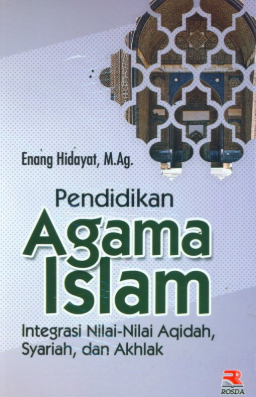 Enang Hidayat, M.Ag.
Pendidikan
Agama
Islam
Integrasi Nilai-Nilai Aqidah,
Syariah, dan Akhlak
R
ROSDA